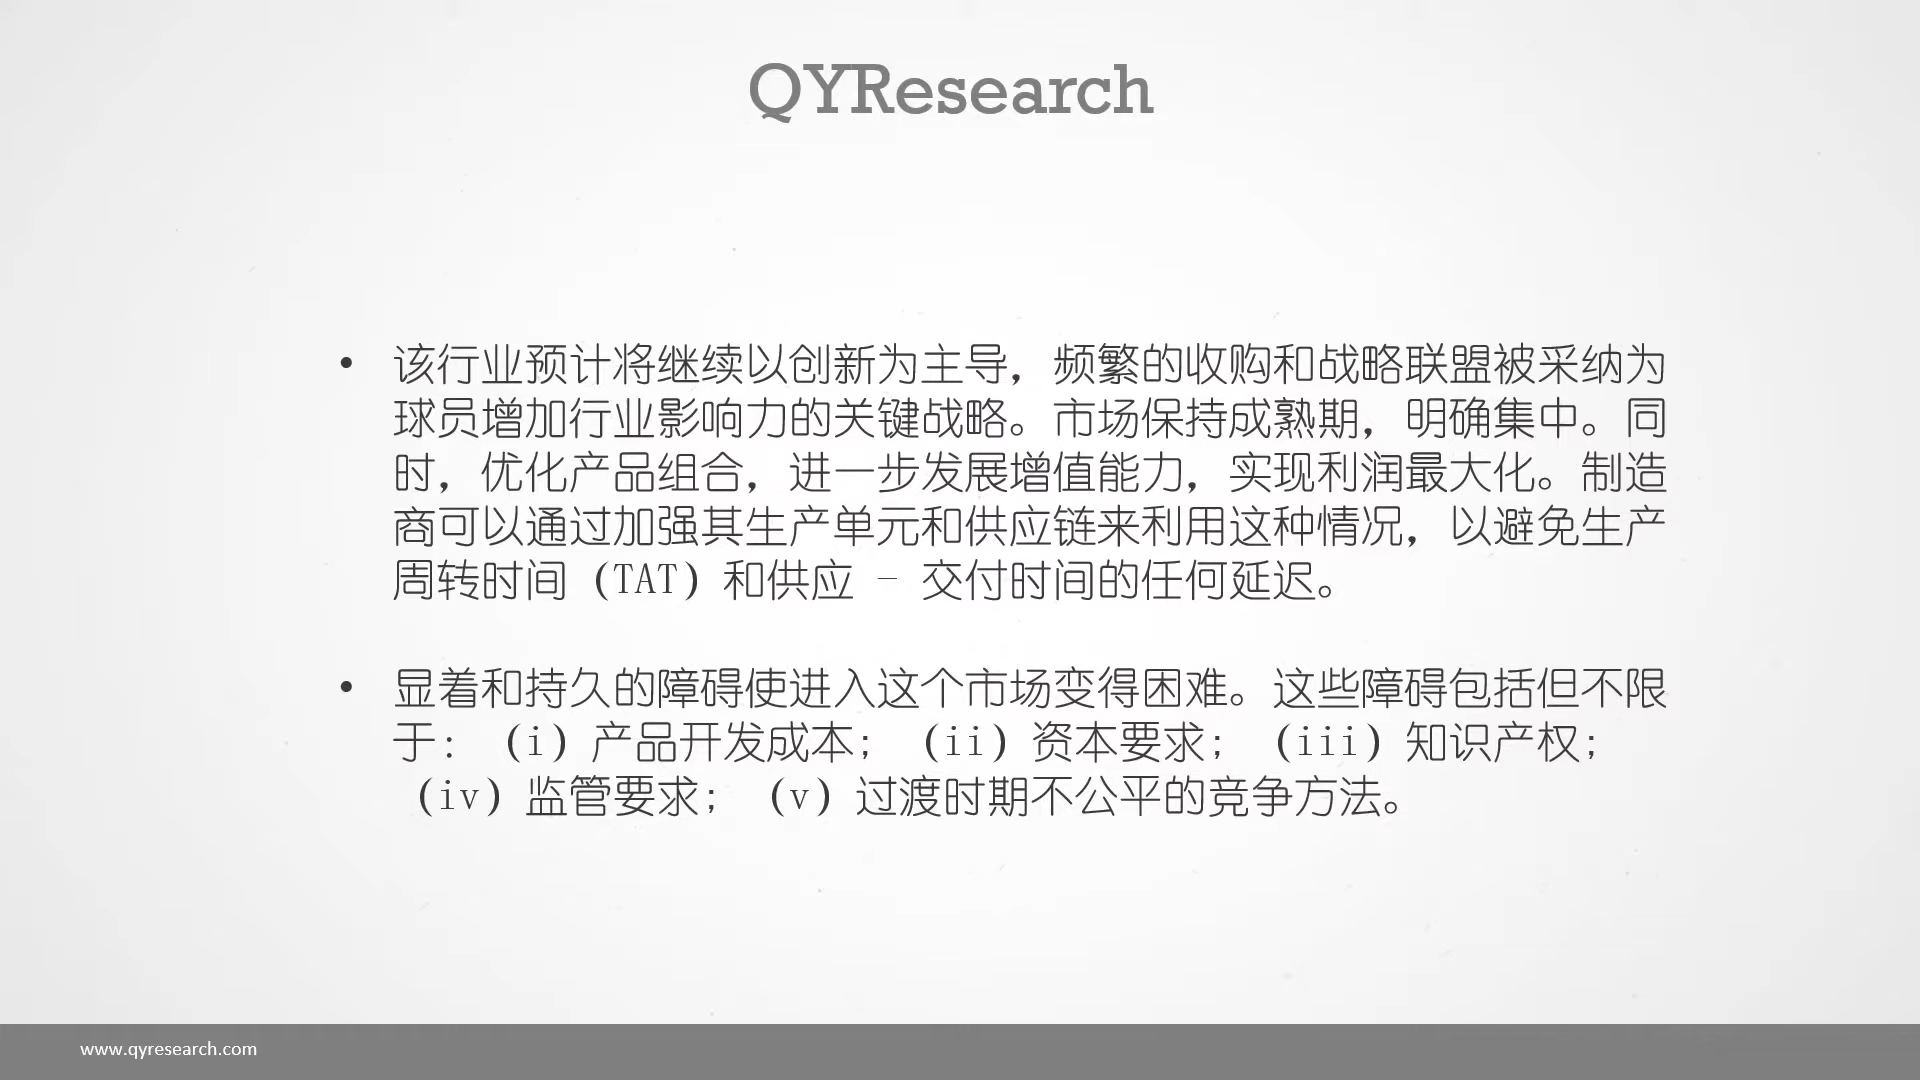 QYResearch
• 该行业预计将继续以创新为主导，频繁的收购和战略联盟被采纳为
球员增加行业影响力的关键战略。市场保持成熟期，明确集中。同
时，优化产品组合，进一步发展增值能力，实现利润最大化。制造
商可以通过加强其生产单元和供应链来利用这种情况，以避免生产
周转时间（TAT）和供应 – 交付时间的任何延迟。
• 显着和持久的障碍使进入这个市场变得困难。这些障碍包括但不限
于：（i）产品开发成本；（ii）资本要求；（iii）知识产权；
（iv）监管要求；（v）过渡时期不公平的竞争方法。
www.qyresearch.com